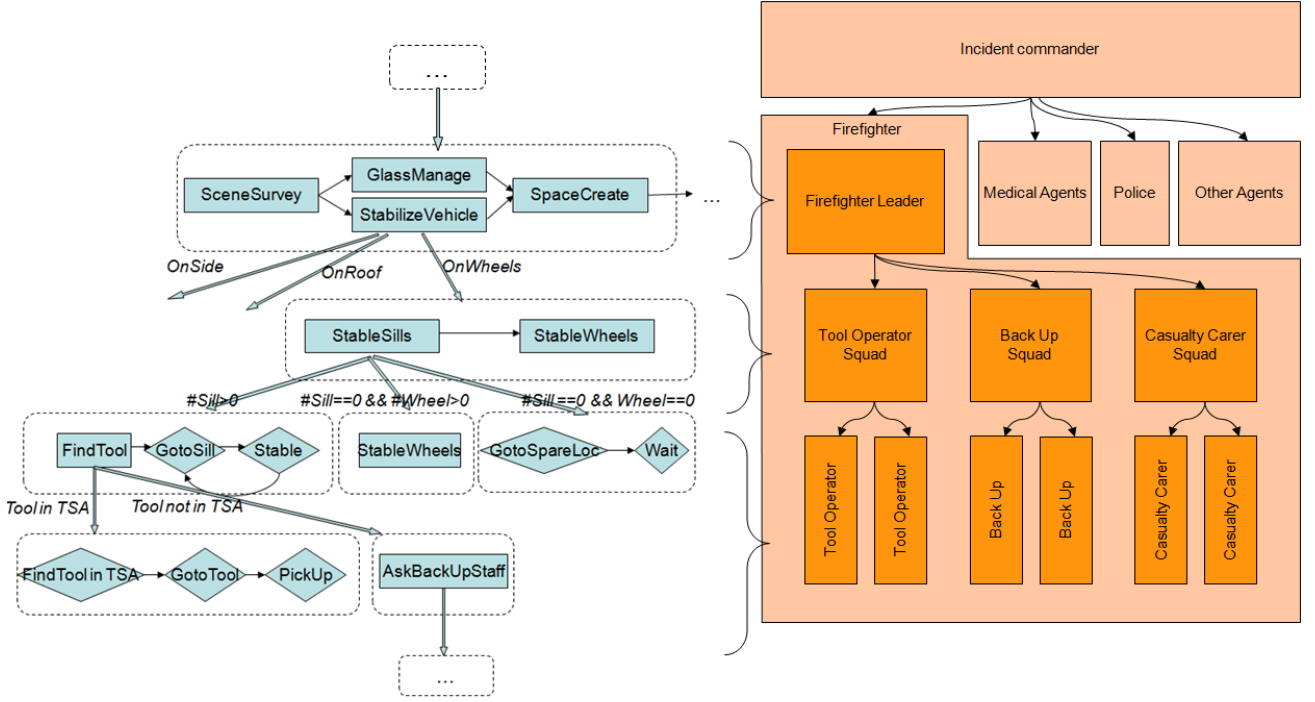 ...
SceneSurvey
GlassManage
StabilizeVehicle
SpaceCreate
...
OnSide
OnRoof
OnWheels
StableSills
StableWheels
#Sill>0
#Sill==0 && #Wheel>0
#Sill==0 && Wheel==0
FindTool
GotoSill
Stable
StableWheels
GotoSpareLoc
Wait
Tool in TSA
Tool not in TSA
FindTool in TSA
GotoTool
PickUp
AskBackUpStaff
...
Incident commander
Firefighter
Firefighter Leader
Medical Agents
Police
Other Agents
Tool Operator
Squad
Back Up
Squad
Casualty Carer
Squad
Tool Operator
Tool Operator
Back Up
Back Up
Casualty Carer
Casualty Carer